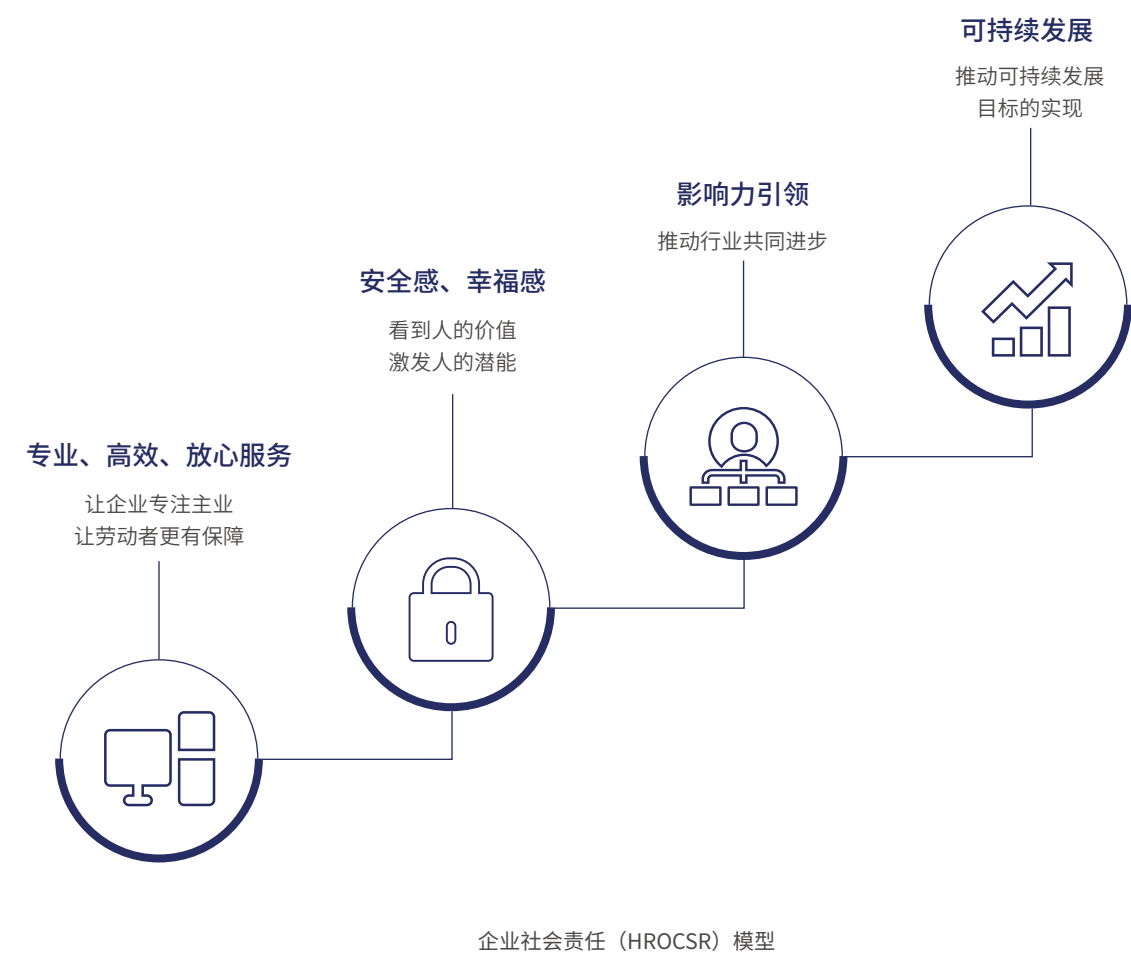 可持续发展
推动可持续发展
目标的实现
影响力引领
推动行业共同进步
安全感、幸福感
看到人的价值
激发人的潜能
专业、高效、放心服务
让企业专注主业
让劳动者更有保障
企业社会责任（HROCSR）模型